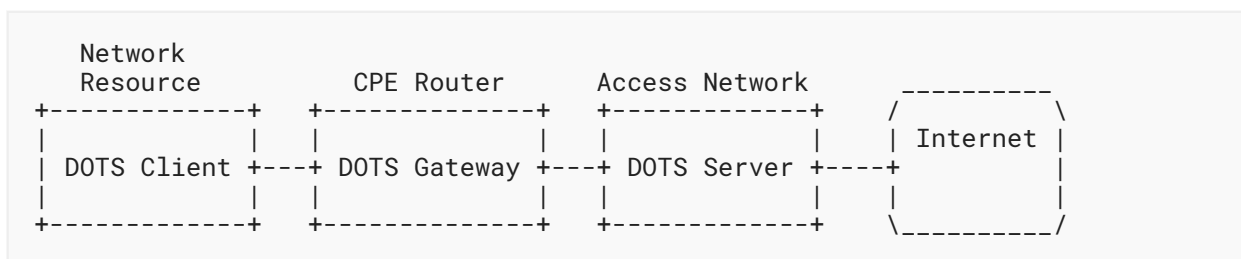 Network
Resource CPE Router Access Network
DOTS Client DOTS Gateway DOTS Server Internet